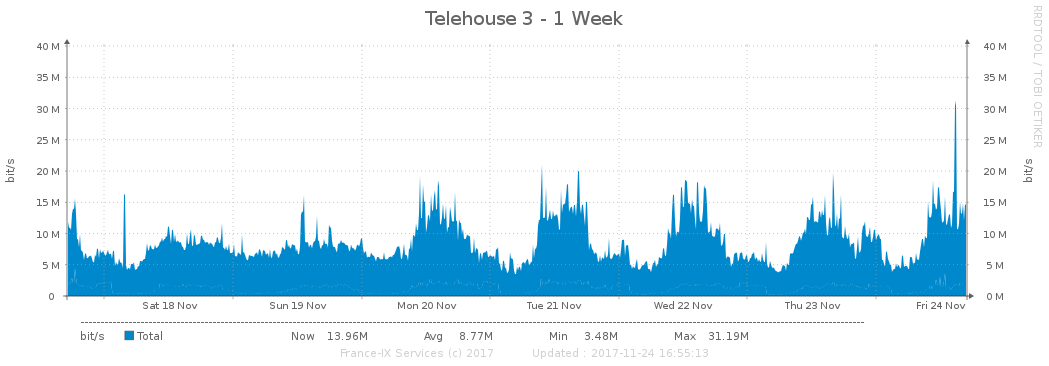 Telehouse 3 - 1 Week
RRDTOOL / TOBI OETIKER
40 M 40 M
35 M 35 M
30 M 30 M
25 M 25 M
20 M 20 M
15 M 15 M
10 M 10 M
5 M 5 M
0 0 M
bit/s bit/s
Sat 18 Nov Sun 19 Nov Mon 20 Nov Tue 21 Nov Wed 22 Nov Thu 23 Nov Fri 24 Nov
bit/s Total Now 13.96M Avg 8.77M Min 3.48M Max 31.19M
France-IX Services (c) 2017 Updated : 2017-11-24 16:55:13